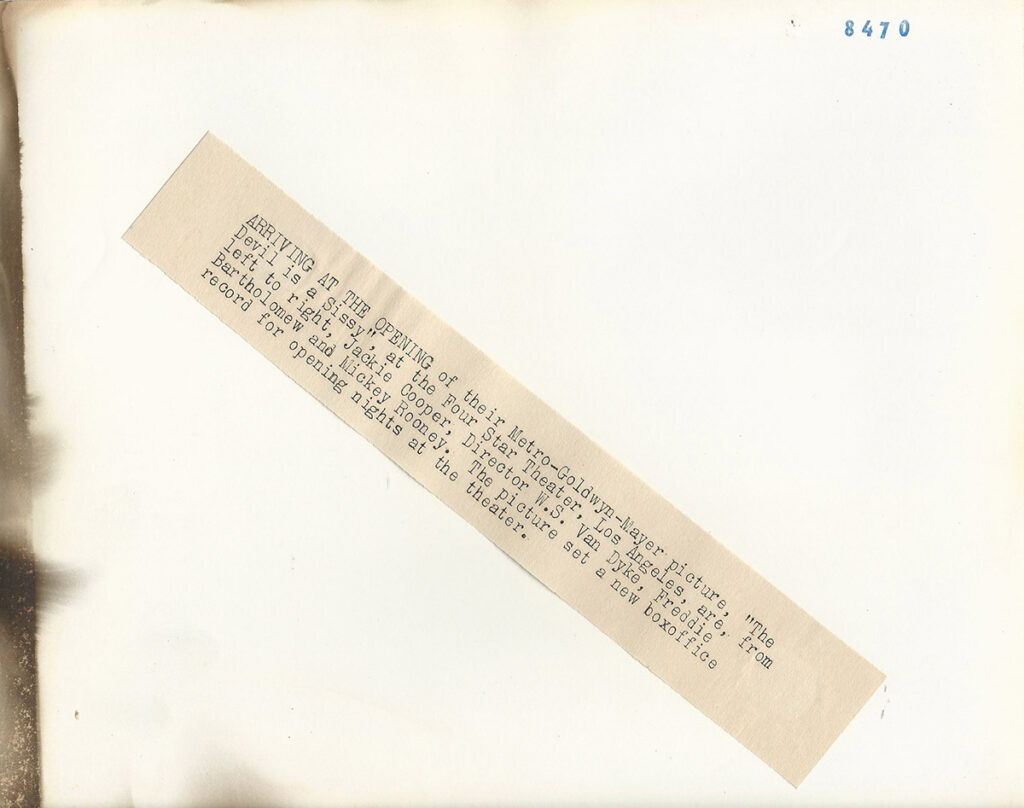 8470
ARRIVING AT THE OPENING of their Metro-Goldwyn-Mayer picture, "The
Devil is a Sissy", at the Four Star Theater, Los Angeles, are, from
left to right, Jackie Cooper, Director W.S. Van Dyke, Freddie
Bartholomew and Mickey Rooney. The picture set a new boxoffice
record for opening nights at the theater.